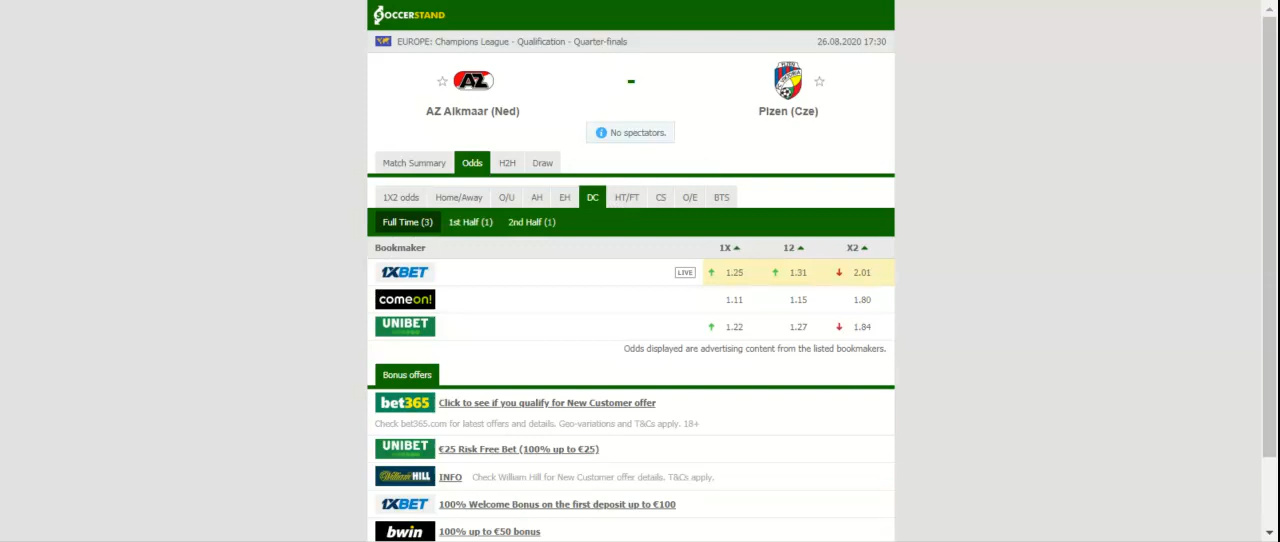 SOCCERSTAND
EUROPE: Champions League - Qualification - Quarter-finals 26.08.2020 17:30
AZ
PLZEN
VIKTORIA
-
AZ Alkmaar (Ned) Plzen (Cze)
No spectators.
Match Summary Odds H2H Draw
1X2 odds Home/Away O/U AH EH DC HT/FT CS O/E BTS
Full Time (3) 1st Half (1) 2nd Half (1)
Bookmaker 1X 12 X2
1XBET LIVE 1.25 1.31 2.01
comeon! 1.11 1.15 1.80
UNIBET 1.22 1.27 1.84
Odds displayed are advertising content from the listed bookmakers.
Bonus offers
bet365 Click to see if you qualify for New Customer offer
Check bet365.com for latest offers and details. Geo-variations and T&Cs apply. 18+
UNIBET €25 Risk Free Bet (100% up to €25)
William HILL INFO Check William Hill for New Customer offer details. T&Cs apply.
1XBET 100% Welcome Bonus on the first deposit up to €100
bwin 100% up to €50 bonus